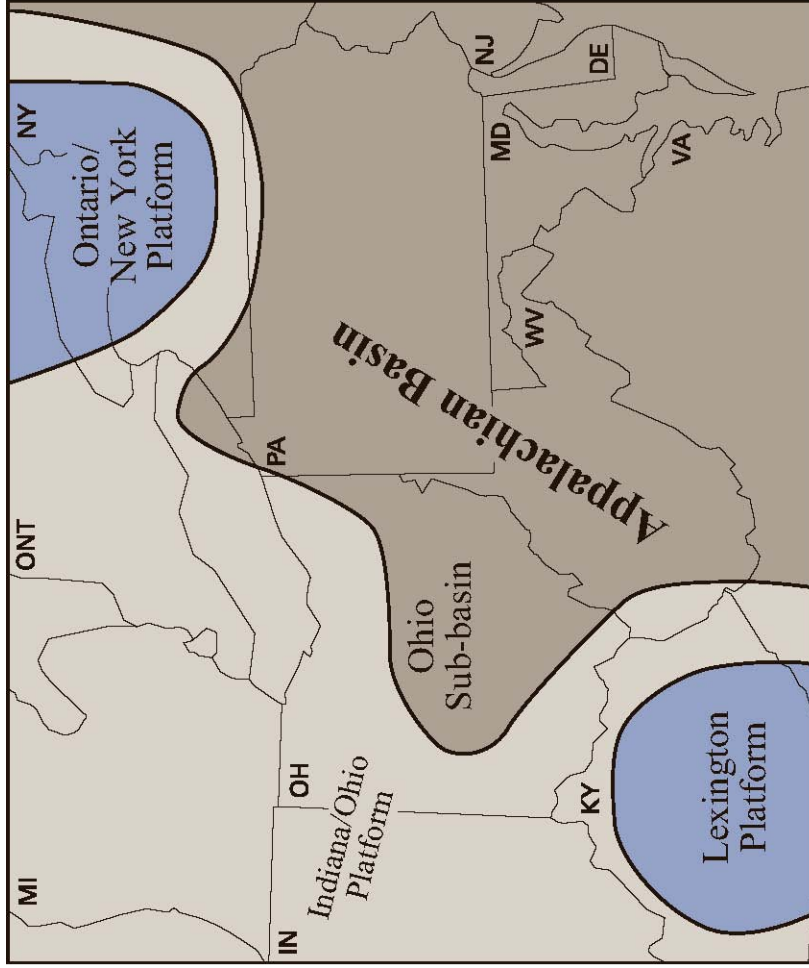 MI
ONT
NY
Ontario/
New York
Platform
IN
OH
PA
Indiana/Ohio
Platform
Ohio
Sub-basin
Appalachian Basin
NJ
MD
DE
WV
VA
KY
Lexington
Platform